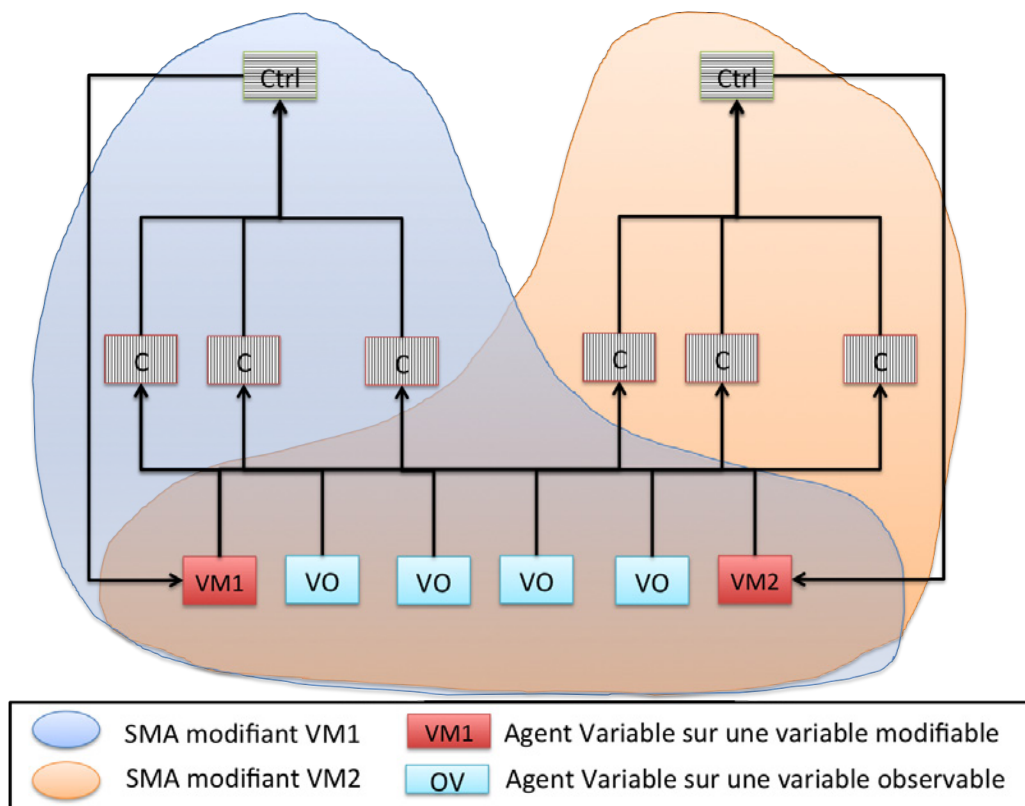 Ctrl Ctrl
C C C C C C
VM1 VO VO VO VO VM2
SMA modifiant VM1 VM1 Agent Variable sur une variable modifiable
SMA modifiant VM2 OV Agent Variable sur une variable observable